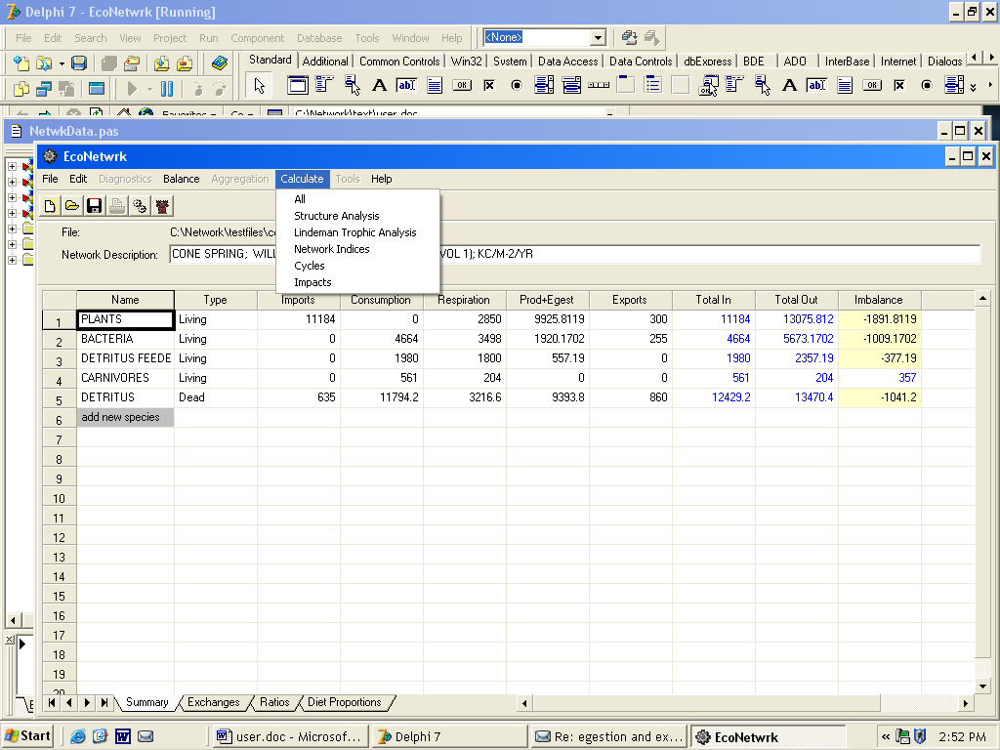 Delphi 7 - EcoNetwrk [Running]
File Edit Search View Project Run Component Database Tools Window Help <None>
Standard Additional Common Controls Win32 System Data Access Data Controls dbExpress BDE ADO InterBase Internet Dialogs
A ab OK A ab OK
Favorites C:\Network\text\user.doc
NetwkData.pas
EcoNetwrk
File Edit Diagnostics Balance Aggregation Calculate Tools Help
All
Structure Analysis
Lindeman Trophic Analysis
Network Indices
Cycles
Impacts
File: C:\Network\testfiles\co
Network Description: CONE SPRING; WILL VOL 1); KC/M-2/YR
Name Type Imports Consumption Respiration Prod+Egest Exports Total In Total Out Imbalance
1 PLANTS Living 11184 0 2850 9925.8119 300 11184 13075.812 -1891.8119
2 BACTERIA Living 0 4664 3498 1920.1702 255 4664 5673.1702 -1009.1702
3 DETRITUS FEEDE Living 0 1980 1800 557.19 0 1980 2357.19 -377.19
4 CARNIVORES Living 0 561 204 0 0 561 204 357
5 DETRITUS Dead 635 11794.2 3216.6 9393.8 860 12429.2 13470.4 -1041.2
6 add new species
7
8
9
10
11
12
13
14
15
16
17
18
19
20
Summary Exchanges Ratios Diet Proportions
Start user.doc - Microsof... Delphi 7 Re: egestion and ex... EcoNetwrk 2:52 PM